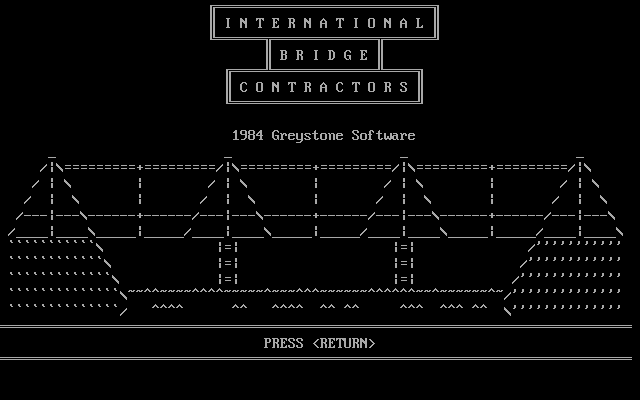 INTERNATIONAL
BRIDGE
CONTRACTORS
1984 Greystone Software
PRESS <RETURN>